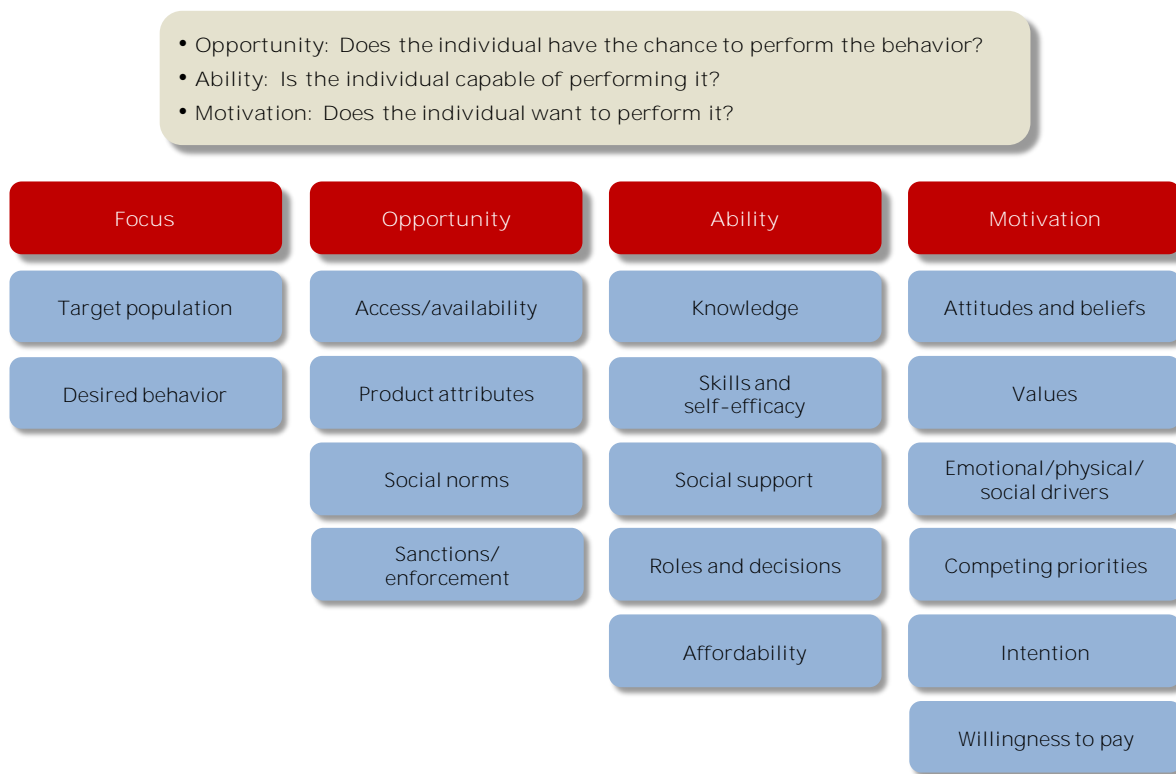 • Opportunity: Does the individual have the chance to perform the behavior?
• Ability: Is the individual capable of performing it?
• Motivation: Does the individual want to perform it?
Focus
Target population
Desired behavior
Opportunity
Access/availability
Product attributes
Social norms
Sanctions/
enforcement
Ability
Knowledge
Skills and
self-efficacy
Social support
Roles and decisions
Affordability
Motivation
Attitudes and beliefs
Values
Emotional/physical/
social drivers
Competing priorities
Intention
Willingness to pay